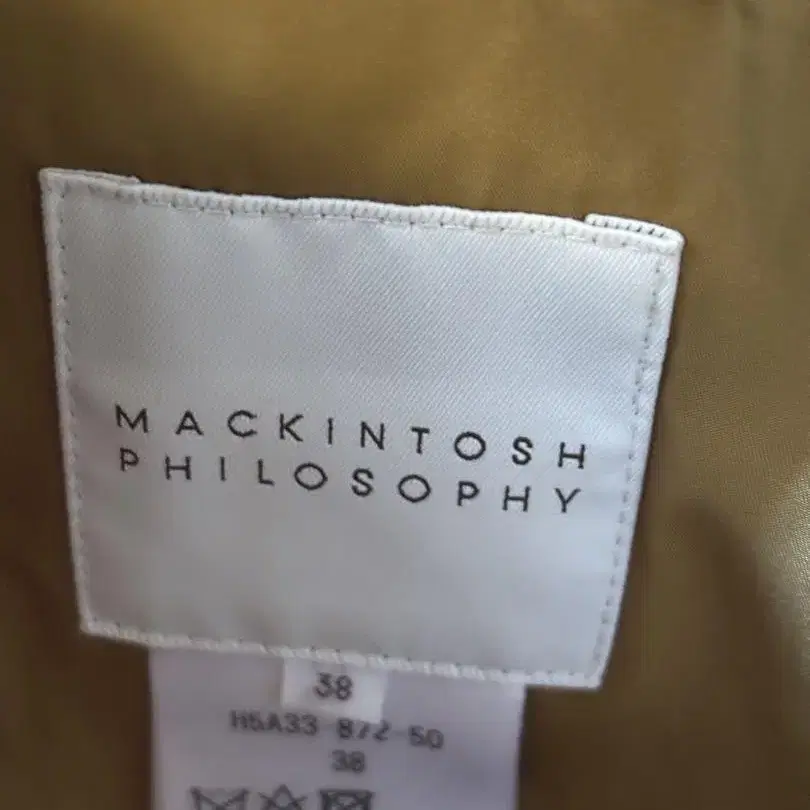 MACKINTOSH
PHILOSOPHY
38
H5A33 872 50
38